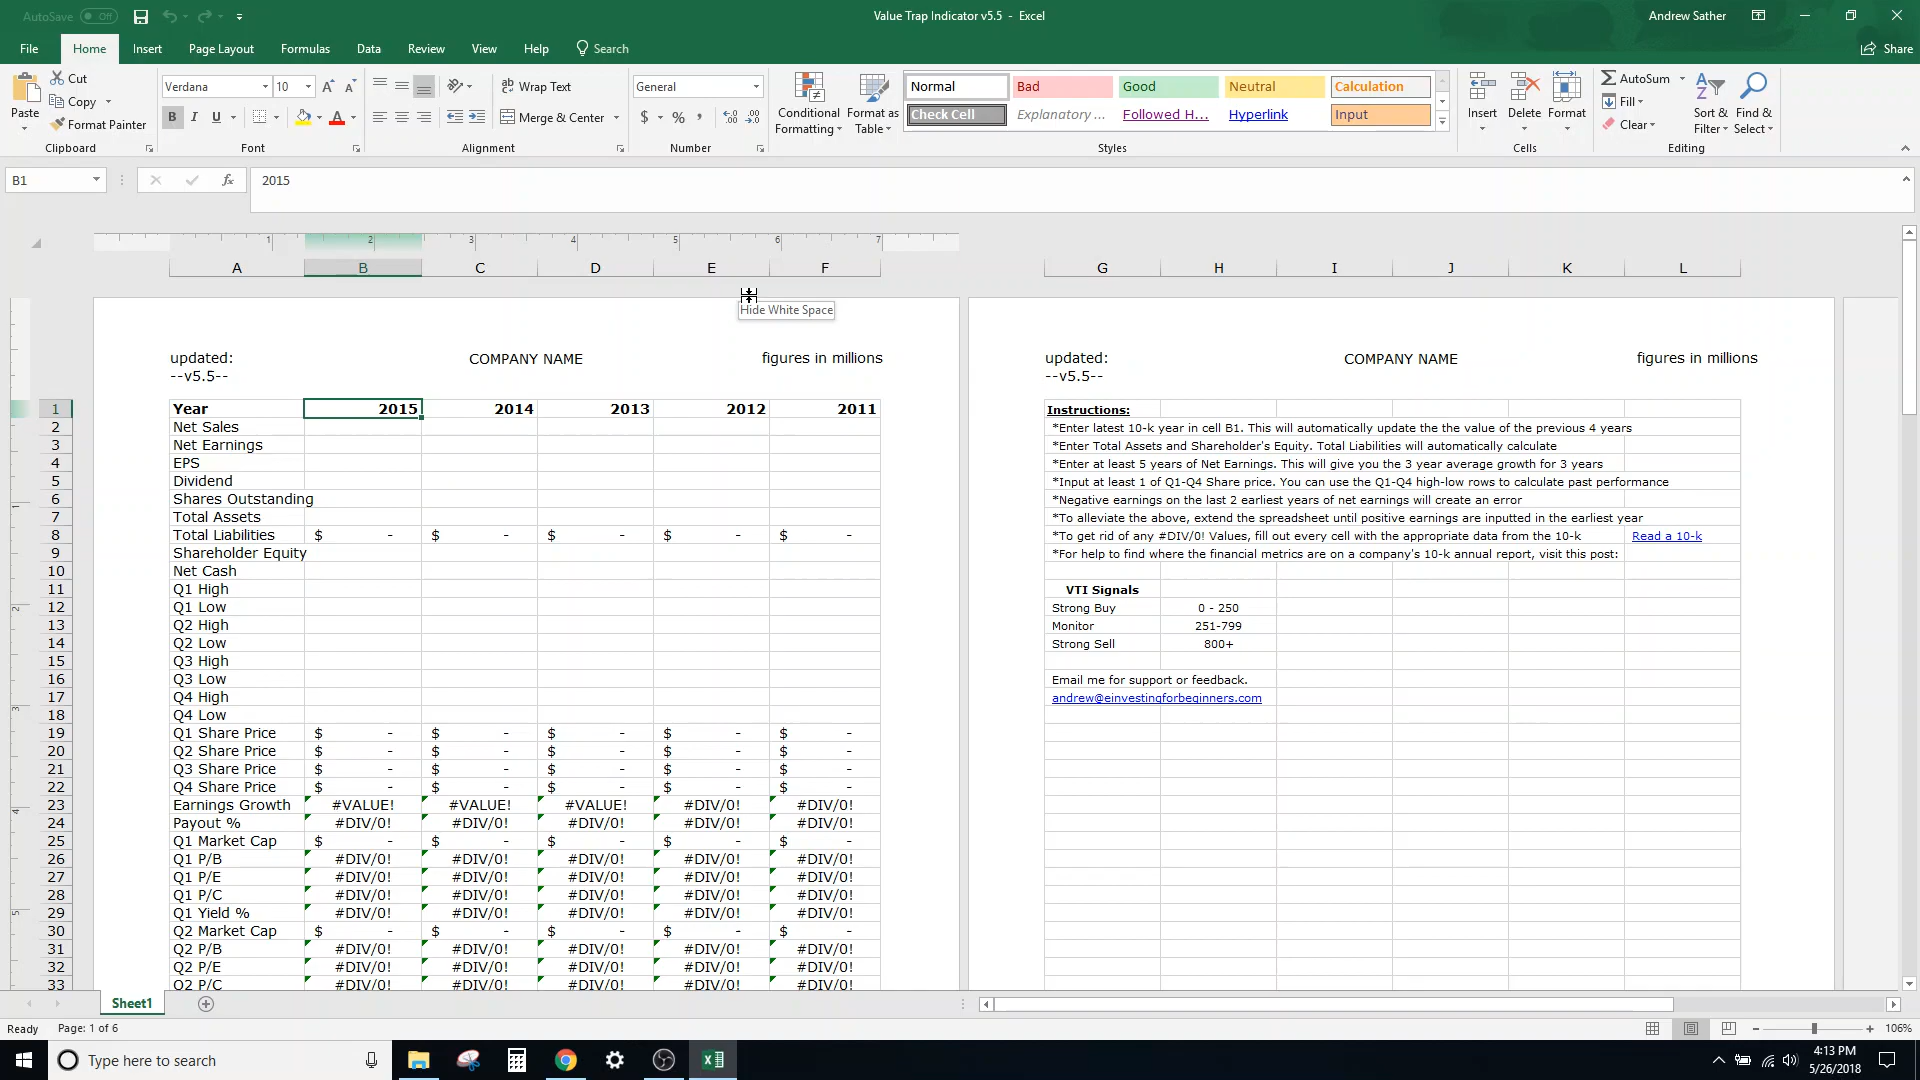 AutoSave Off
Value Trap Indicator v5.5 - Excel
Andrew Sather
File Home Insert Page Layout Formulas Data Review View Help Search
Share
Paste
Cut
Copy
Format Painter
Clipboard
Verdana 10
B I U
Font
Wrap Text
Merge & Center
Alignment
General
$ % ,
Number
Conditional Formatting
Format as Table
Normal Bad Good Neutral Calculation
Check Cell Explanatory ... Followed H... Hyperlink Input
Styles
Insert Delete Format
Cells
AutoSum
Fill
Clear
Sort & Filter
Find & Select
Editing
B1 fx 2015
1 2 3 4 5 6 7
A B C D E F G H I J K L
Hide White Space
updated: COMPANY NAME figures in millions
--v5.5--
1 Year 2015 2014 2013 2012 2011
2 Net Sales
3 Net Earnings
4 EPS
5 Dividend
6 Shares Outstanding
7 Total Assets
8 Total Liabilities $ - $ - $ - $ - $ -
9 Shareholder Equity
10 Net Cash
11 Q1 High
12 Q1 Low
13 Q2 High
14 Q2 Low
15 Q3 High
16 Q3 Low
17 Q4 High
18 Q4 Low
19 Q1 Share Price $ - $ - $ - $ - $ -
20 Q2 Share Price $ - $ - $ - $ - $ -
21 Q3 Share Price $ - $ - $ - $ - $ -
22 Q4 Share Price $ - $ - $ - $ - $ -
23 Earnings Growth #VALUE! #VALUE! #VALUE! #DIV/0! #DIV/0!
24 Payout % #DIV/0! #DIV/0! #DIV/0! #DIV/0! #DIV/0!
25 Q1 Market Cap $ - $ - $ - $ - $ -
26 Q1 P/B #DIV/0! #DIV/0! #DIV/0! #DIV/0! #DIV/0!
27 Q1 P/E #DIV/0! #DIV/0! #DIV/0! #DIV/0! #DIV/0!
28 Q1 P/C #DIV/0! #DIV/0! #DIV/0! #DIV/0! #DIV/0!
29 Q1 Yield % #DIV/0! #DIV/0! #DIV/0! #DIV/0! #DIV/0!
30 Q2 Market Cap $ - $ - $ - $ - $ -
31 Q2 P/B #DIV/0! #DIV/0! #DIV/0! #DIV/0! #DIV/0!
32 Q2 P/E #DIV/0! #DIV/0! #DIV/0! #DIV/0! #DIV/0!
33 Q2 P/C #DIV/0! #DIV/0! #DIV/0! #DIV/0! #DIV/0!
updated: COMPANY NAME figures in millions
--v5.5--
Instructions:
*Enter latest 10-k year in cell B1. This will automatically update the the value of the previous 4 years
*Enter Total Assets and Shareholder's Equity. Total Liabilities will automatically calculate
*Enter at least 5 years of Net Earnings. This will give you the 3 year average growth for 3 years
*Input at least 1 of Q1-Q4 Share price. You can use the Q1-Q4 high-low rows to calculate past performance
*Negative earnings on the last 2 earliest years of net earnings will create an error
*To alleviate the above, extend the spreadsheet until positive earnings are inputted in the earliest year
*To get rid of any #DIV/0! Values, fill out every cell with the appropriate data from the 10-k Read a 10-k
*For help to find where the financial metrics are on a company's 10-k annual report, visit this post:
VTI Signals
Strong Buy 0 - 250
Monitor 251-799
Strong Sell 800+
Email me for support or feedback.
andrew@einvestingforbeginners.com
Sheet1
Ready Page: 1 of 6
106%
Type here to search
4:13 PM
5/26/2018